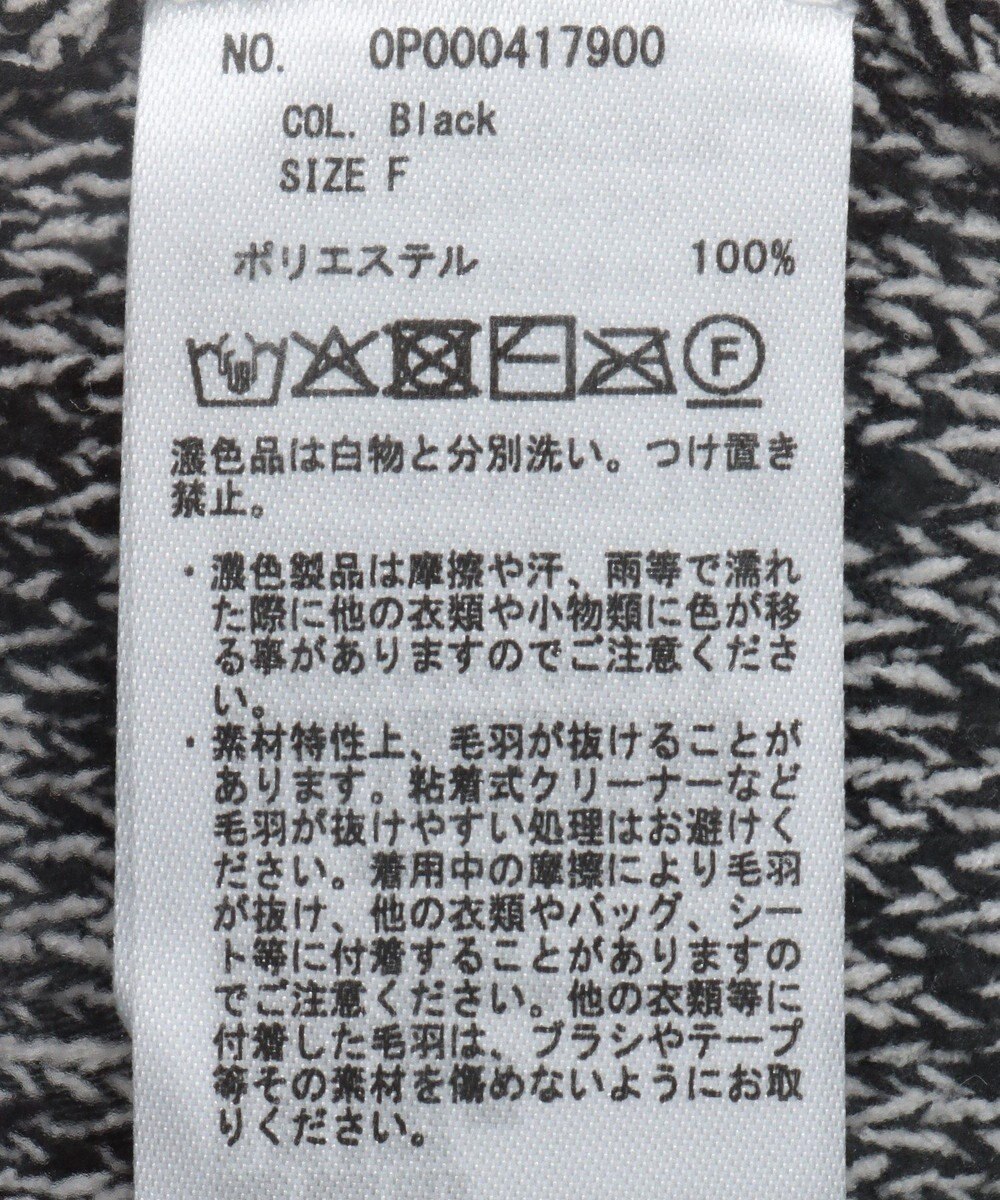 NO. 0P000417900
COL. Black
SIZE F
ポリエステル 100%
F
濃色品は白物と分別洗い。つけ置き
禁止。
・濃色製品は摩擦や汗、雨等で濡れ
た際に他の衣類や小物類に色が移
る事がありますのでご注意くださ
い。
・素材特性上、毛羽が抜けることが
あります。粘着式クリーナーなど
毛羽が抜けやすい処理はお避けく
ださい。着用中の摩擦により毛羽
が抜け、他の衣類やバッグ、シー
ト等に付着することがありますの
でご注意ください。他の衣類等に
付着した毛羽は、ブラシやテープ
等その素材を傷めないようにお取
りください。